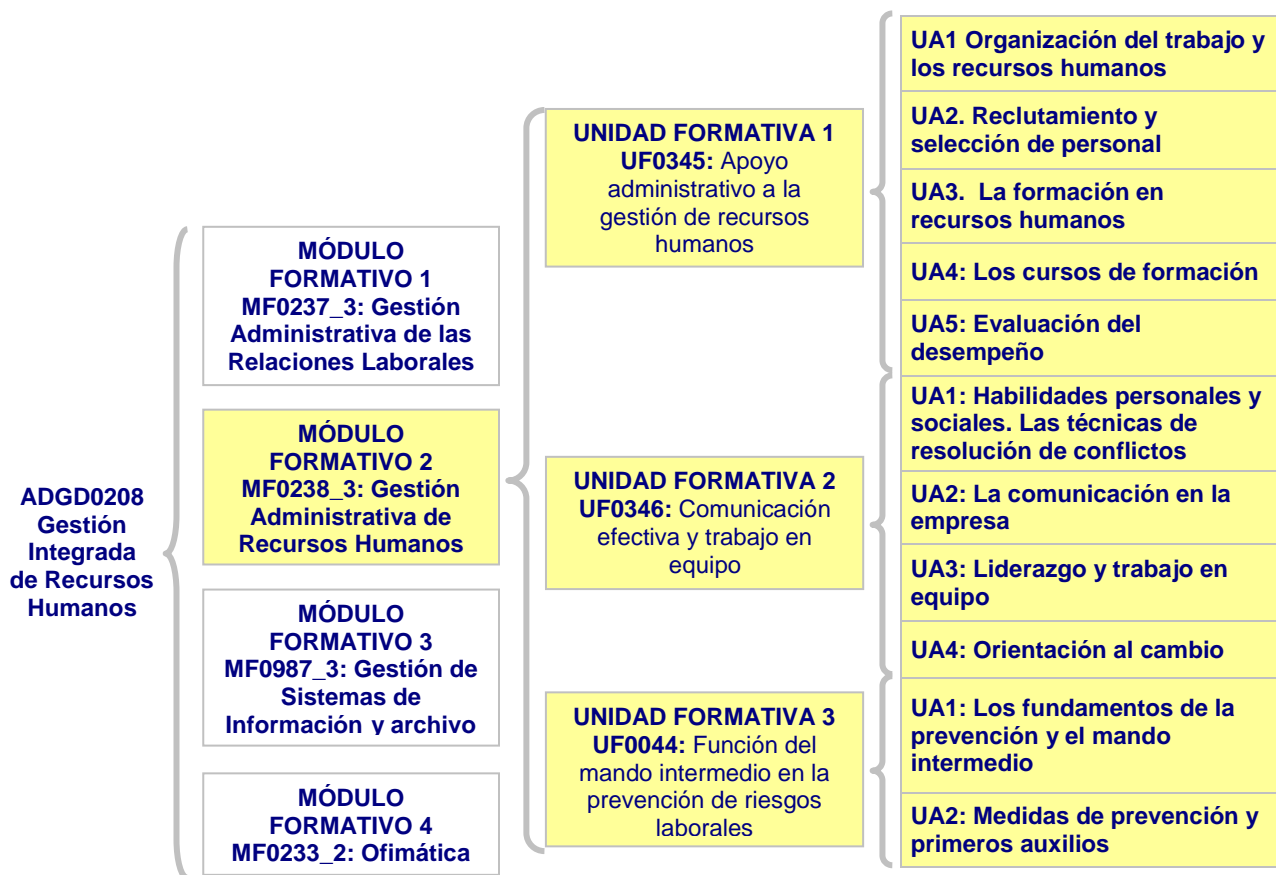 ADGD0208
Gestión
Integrada
de Recursos
Humanos
MÓDULO
FORMATIVO 1
MF0237_3: Gestión
Administrativa de las
Relaciones Laborales
MÓDULO
FORMATIVO 2
MF0238_3: Gestión
Administrativa de
Recursos Humanos
MÓDULO
FORMATIVO 3
MF0987_3: Gestión de
Sistemas de
Información y archivo
MÓDULO
FORMATIVO 4
MF0233_2: Ofimática
UNIDAD FORMATIVA 1
UF0345: Apoyo
administrativo a la
gestión de recursos
humanos
UNIDAD FORMATIVA 2
UF0346: Comunicación
efectiva y trabajo en
equipo
UNIDAD FORMATIVA 3
UF0044: Función del
mando intermedio en la
prevención de riesgos
laborales
UA1 Organización del trabajo y
los recursos humanos
UA2. Reclutamiento y
selección de personal
UA3. La formación en
recursos humanos
UA4: Los cursos de formación
UA5: Evaluación del
desempeño
UA1: Habilidades personales y
sociales. Las técnicas de
resolución de conflictos
UA2: La comunicación en la
empresa
UA3: Liderazgo y trabajo en
equipo
UA4: Orientación al cambio
UA1: Los fundamentos de la
prevención y el mando
intermedio
UA2: Medidas de prevención y
primeros auxilios